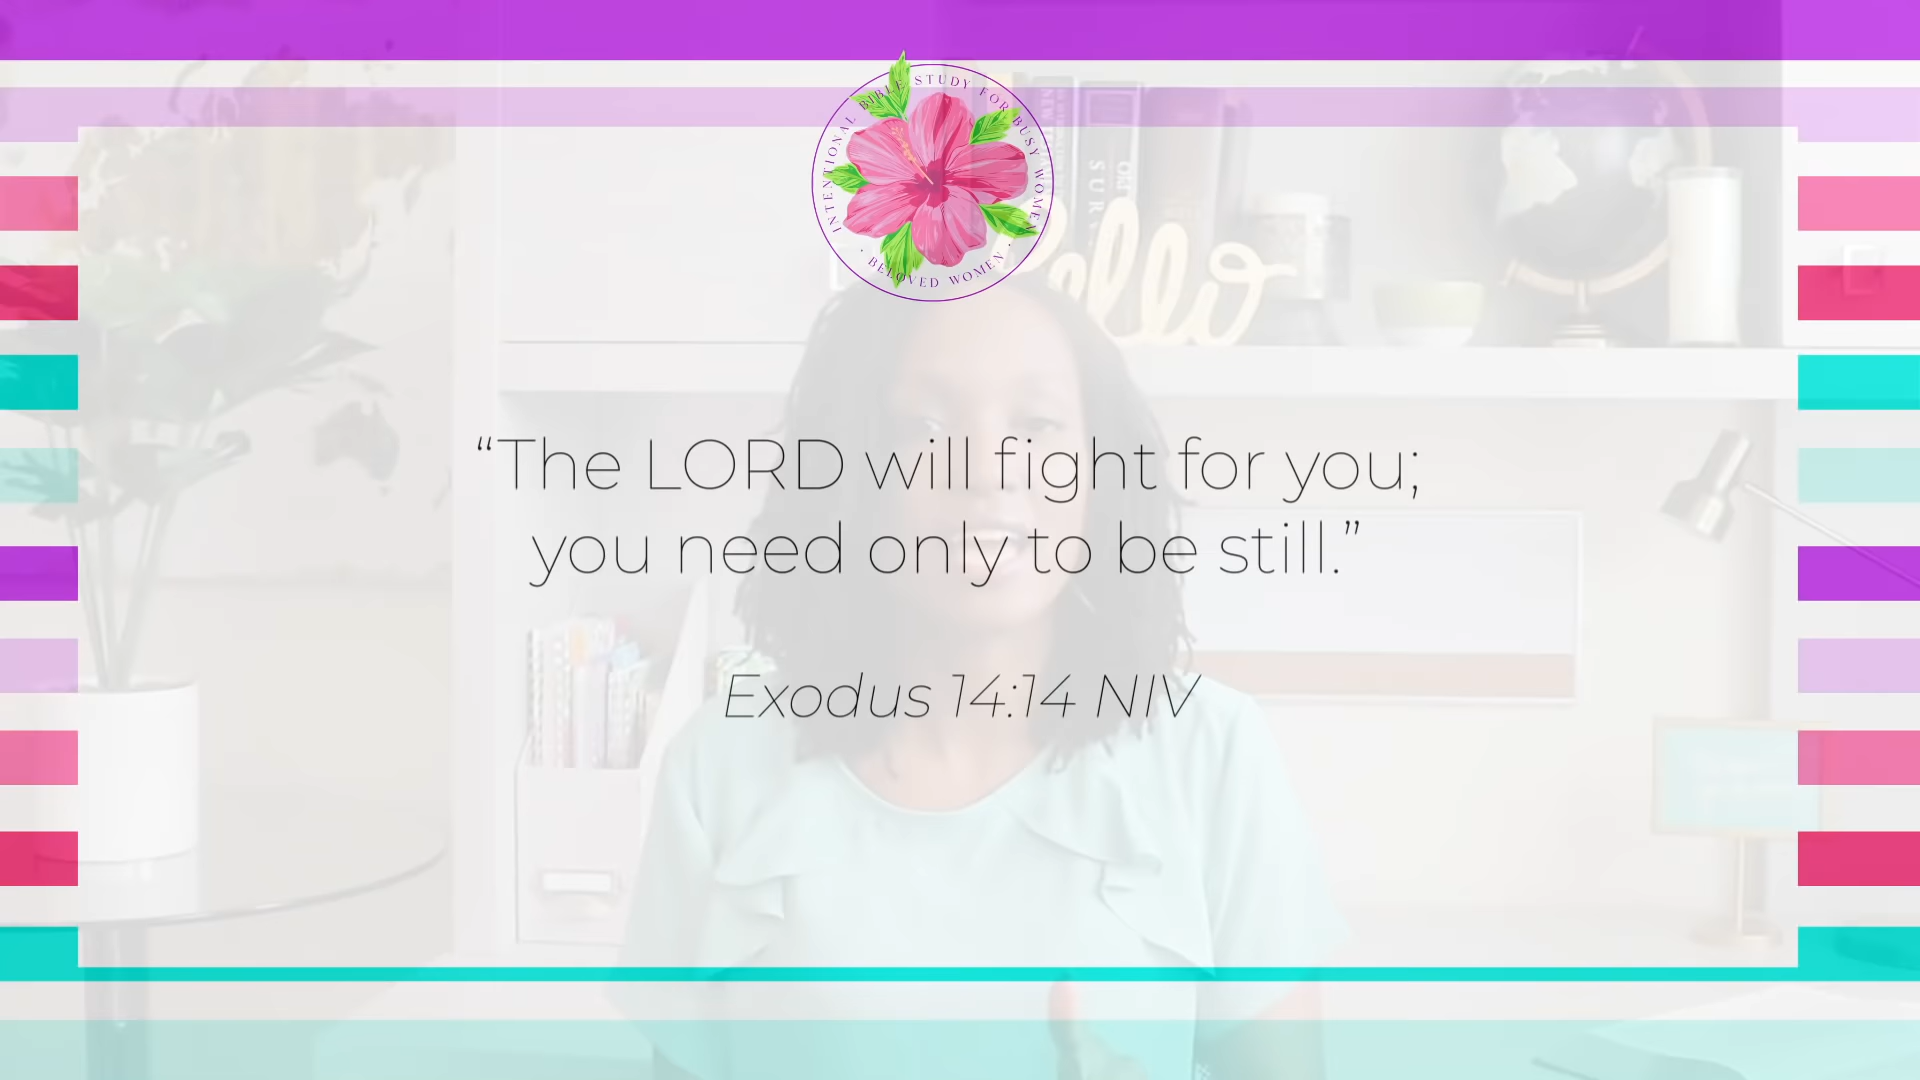 INTENTIONAL BIBLE STUDY FOR BUSY WOMEN
· BELOVED WOMEN ·
“The LORD will fight for you;
you need only to be still.”
Exodus 14:14 NIV